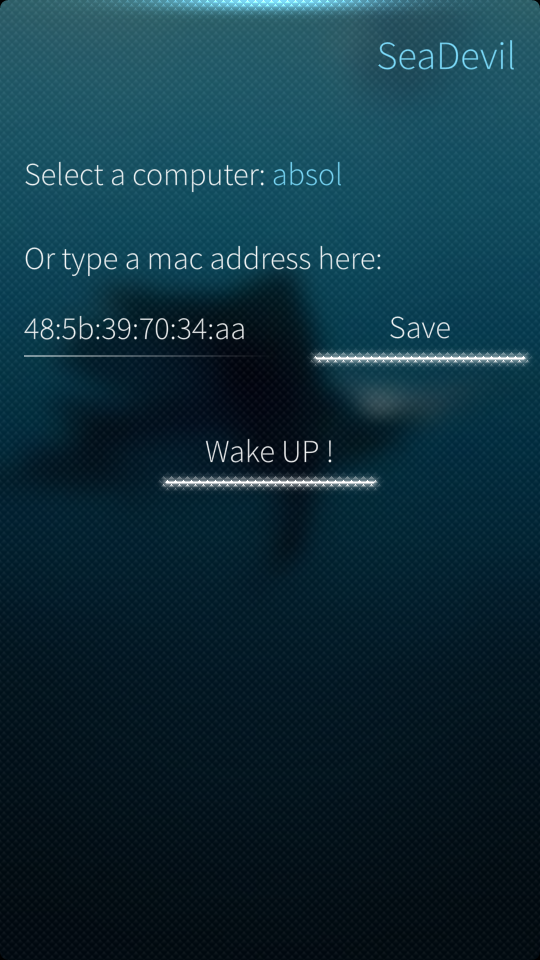 SeaDevil
Select a computer: absol
Or type a mac address here:
48:5b:39:70:34:aa
Save
Wake UP !